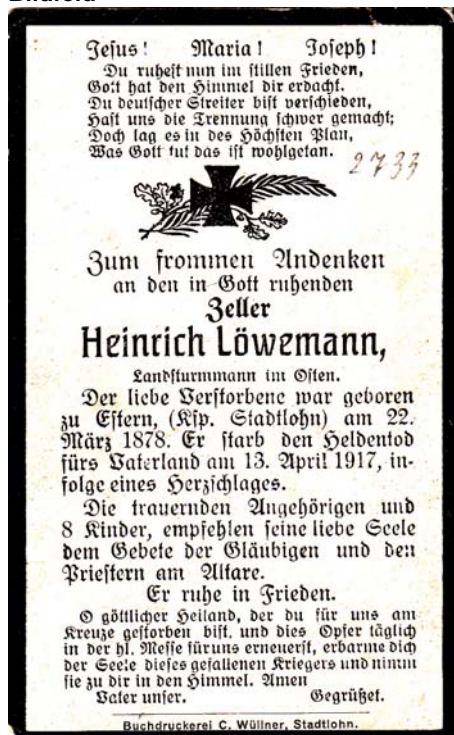 Jesus! Maria! Joseph!
Du ruhest nun im stillen Frieden,
Gott hat den Himmel dir erdacht.
Du deutscher Streiter bist verschieden,
Hast uns die Trennung schwer gemacht;
Doch lag es in des Höchsten Plan,
Was Gott tut das ist wohlgetan.
2733
Zum frommen Andenken
an den in Gott ruhenden
Zeller
Heinrich Löwemann,
Landsturmmann im Osten.
Der liebe Verstorbene war geboren
zu Estern, (Ksp. Stadtlohn) am 22.
März 1878. Er starb den Heldentod
fürs Vaterland am 13. April 1917, in-
folge eines Herzschlages.
Die trauernden Angehörigen und
8 Kinder, empfehlen seine liebe Seele
dem Gebete der Gläubigen und den
Priestern am Altare.
Er ruhe in Frieden.
O göttlicher Heiland, der du für uns am
Kreuze gestorben bist. und dies Opfer täglich
in der hl. Messe für uns erneuerst, erbarme dich
der Seele dieses gefallenen Kriegers und nimm
sie zu dir in den Himmel. Amen
Vater unser. Gegrüßet.
Buchdruckerei C. Wüllner, Stadtlohn.